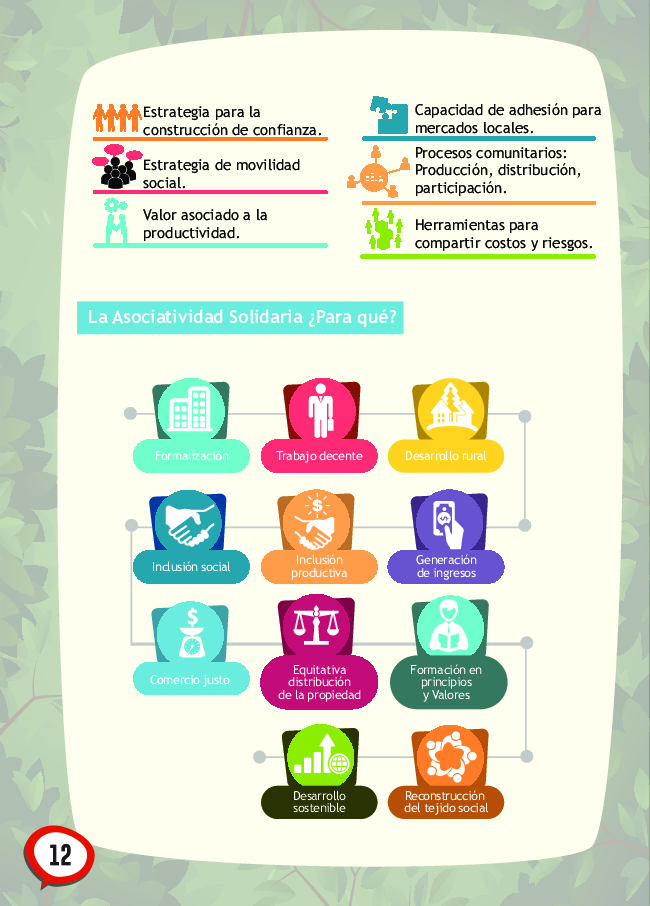 Estrategia para la
construcción de confianza.
Estrategia de movilidad
social.
Valor asociado a la
productividad.
Capacidad de adhesión para
mercados locales.
Procesos comunitarios:
Producción, distribución,
participación.
Herramientas para
compartir costos y riesgos.
La Asociatividad Solidaria ¿Para qué?
Formalización
Trabajo decente
Desarrollo rural
Inclusión social
Inclusión
productiva
Generación
de ingresos
Comercio justo
Equitativa
distribución
de la propiedad
Formación en
principios
y Valores
Desarrollo
sostenible
Reconstrucción
del tejido social
12